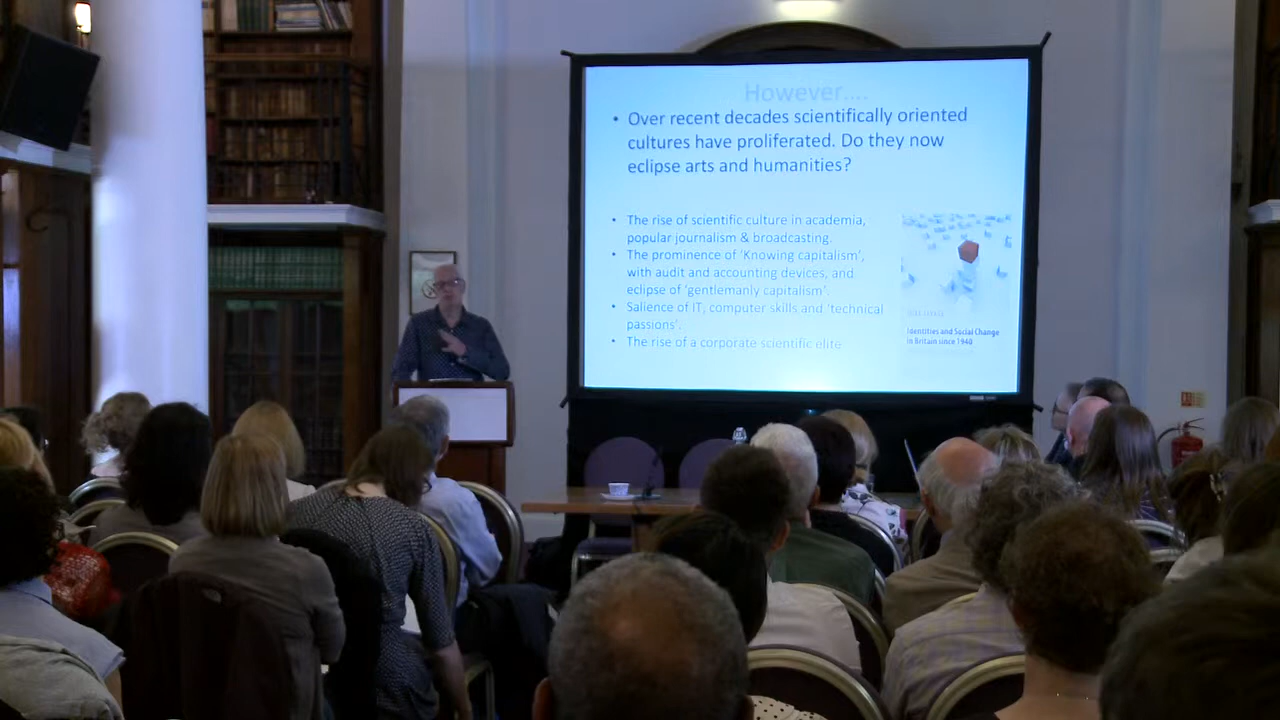 However....
• Over recent decades scientifically oriented
cultures have proliferated. Do they now
eclipse arts and humanities?
• The rise of scientific culture in academia,
popular journalism & broadcasting.
• The prominence of 'Knowing capitalism',
with audit and accounting devices, and
eclipse of 'gentlemanly capitalism'.
• Salience of IT, computer skills and 'technical
passions'.
• The rise of a corporate scientific elite
Identities and Social Change
in Britain since 1940